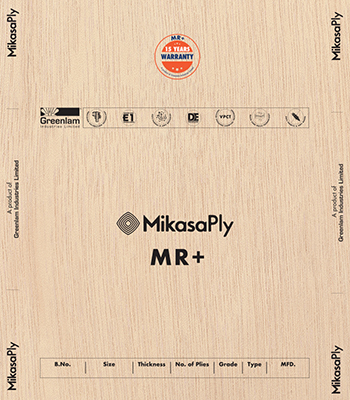 MikasaPly
MikasaPly
MR+
15 YEARS
WARRANTY
Greenlam
Industries Limited
E1
DE
VPCT
A product of
Greenlam Industries Limited
A product of
Greenlam Industries Limited
MikasaPly
MR+
MikasaPly
MikasaPly
B.No. Size Thickness No. of Plies Grade Type MFD.